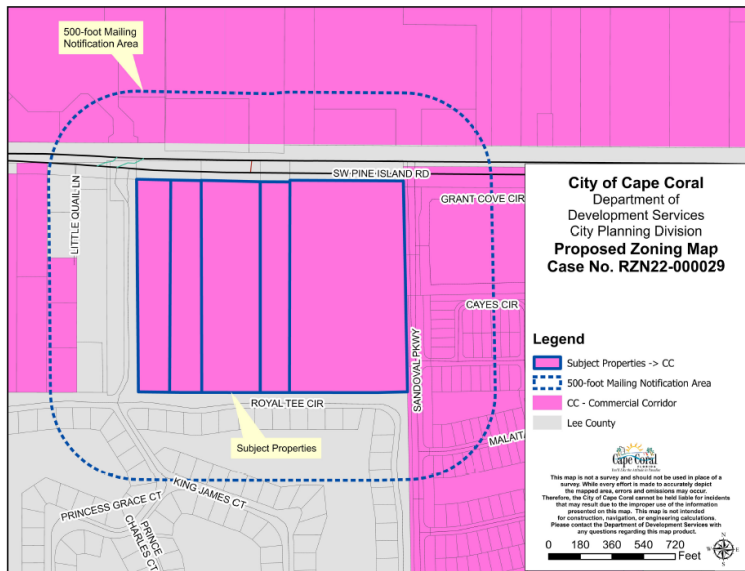 500-foot Mailing
Notification Area
SW PINE ISLAND RD
LITTLE QUAIL LN
GRANT COVE CIR
CAYES CIR
SANDOVAL PKWY
ROYAL TEE CIR
MALAITA
Subject Properties
KING JAMES CT
PRINCESS GRACE CT
PRINCE
CHARLES CT
City of Cape Coral
Department of
Development Services
City Planning Division
Proposed Zoning Map
Case No. RZN22-000029
Legend
Subject Properties -> CC
500-foot Mailing Notification Area
CC - Commercial Corridor
Lee County
Cape Coral
FLORIDA
This map is not a survey and should not be used in place of a
survey. While every effort is made to accurately depict
the mapped area, errors and omissions may occur.
Therefore, the City of Cape Coral cannot be held liable for incidents
that may result due to the improper use of the information
presented on this map. This map is not intended
for construction, navigation, or engineering calculations.
Please contact the Department of Development Services with
any questions regarding this map product.
0 180 360 540 720
Feet
N
W E
S